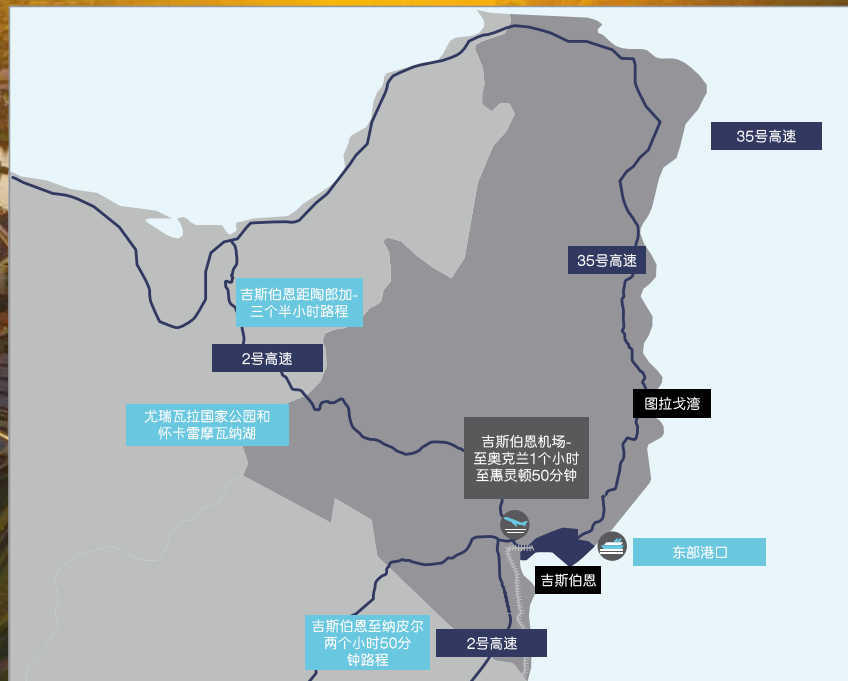 35号高速
35号高速
吉斯伯恩距陶郎加-
三个半小时路程
2号高速
尤瑞瓦拉国家公园和
怀卡雷摩瓦纳湖
图拉戈湾
吉斯伯恩机场-
至奥克兰1个小时
至惠灵顿50分钟
东部港口
吉斯伯恩
吉斯伯恩至纳皮尔
两个小时50分
钟路程
2号高速